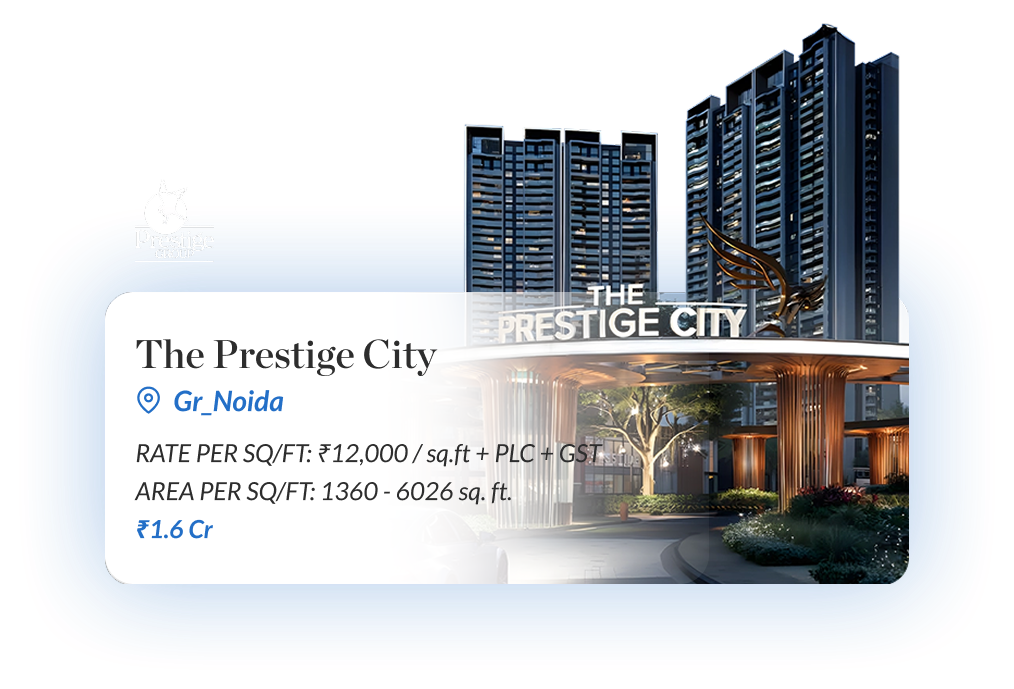 Prestige
THE
PRESTIGE CITY
The Prestige City
Gr_Noida
RATE PER SQ/FT: ₹12,000 / sq.ft + PLC + GST
AREA PER SQ/FT: 1360 - 6026 sq. ft.
₹1.6 Cr